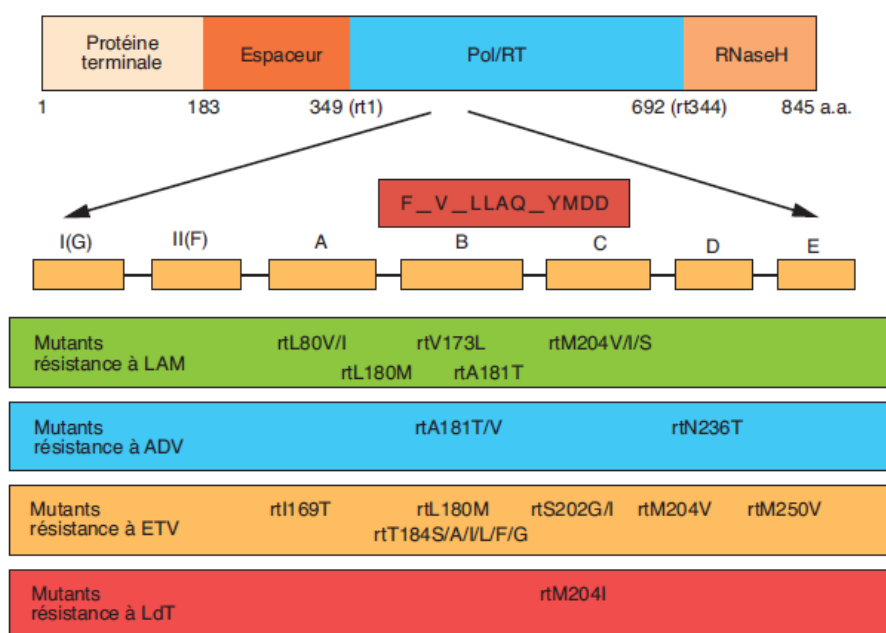 Protéine
terminale
Espaceur
Pol/RT
RNaseH
1
183
349 (rt1)
692 (rt344)
845 a.a.
F_V_LLAQ_YMDD
I(G)
II(F)
A
B
C
D
E
Mutants
résistance à LAM
rtL80V/I
rtV173L
rtM204V/I/S
rtL180M
rtA181T
Mutants
résistance à ADV
rtA181T/V
rtN236T
Mutants
résistance à ETV
rtI169T
rtL180M
rtS202G/I
rtM204V
rtM250V
rtT184S/A/I/L/F/G
Mutants
résistance à LdT
rtM204I